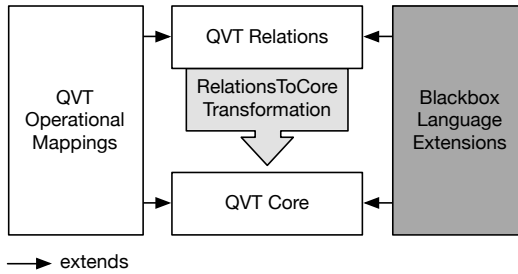 QVT Relations
RelationsToCore
Transformation
QVT
Operational
Mappings
Blackbox
Language
Extensions
QVT Core
extends